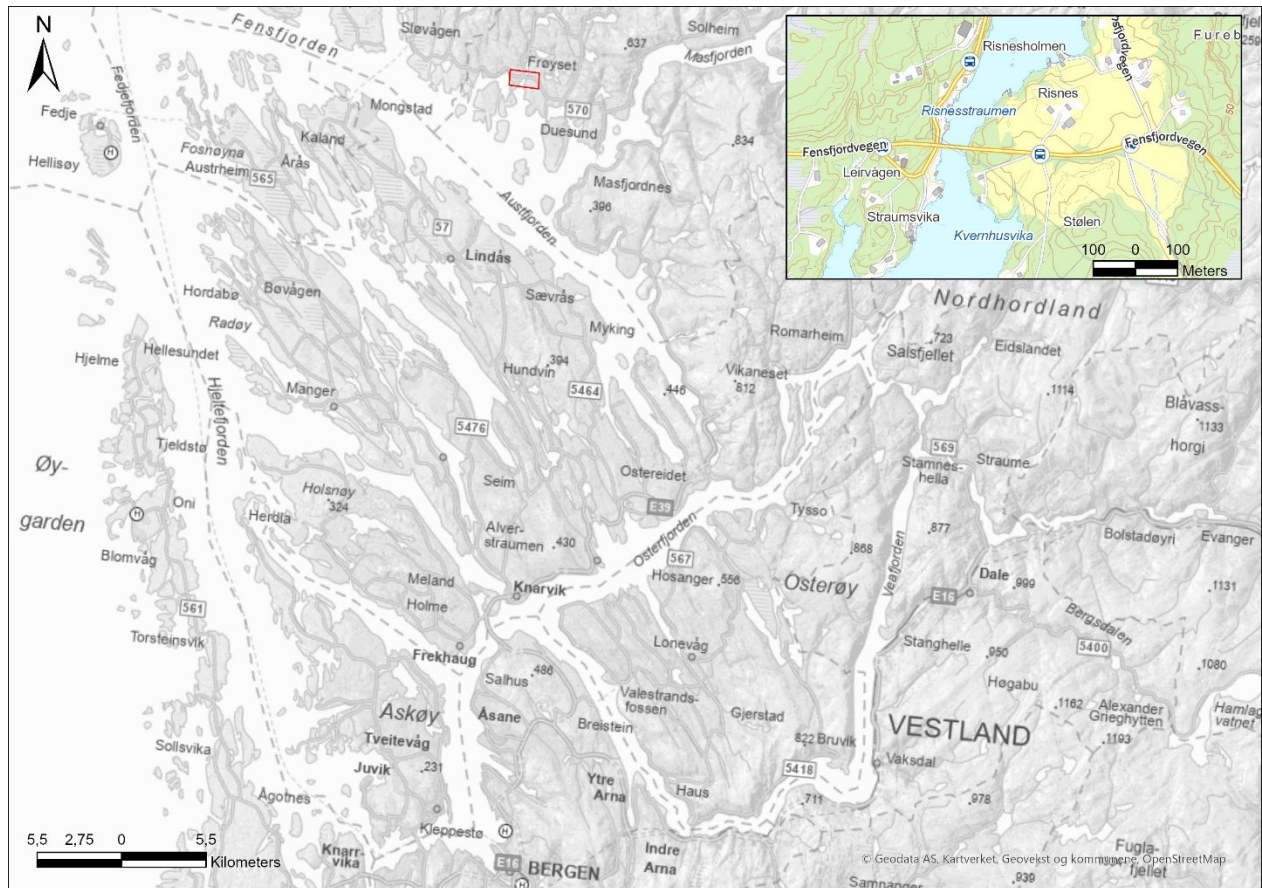 N
Fensfjorden
Sløvågen
637
Solheim
Masfjorden
Frøyset
Fedjefjorden
Mongstad
570
Duesund
Fedje
Kaland
834
Hellisøy
Fosnøyna
Årås
Austrheim
565
Masfjordnes
396
Austfjorden
57
Lindås
Hordabø
Bøvågen
Sævrås
Radøy
Myking
Romarheim
Nordhordland
723
Salsfjellet
Eidslandet
Hjelme
Hellesundet
394
Hundvin
Vikaneset
812
Manger
5464
446
1114
Blåvass-
1133
horgi
Hjeltefjorden
5476
Tjeldstø
569
Straume
Stamnes-
hella
Øy-
garden
Ostereidet
Seim
Holsnøy
324
Oni
Herdla
E39
Tysso
Alver-
straumen
430
Osterfjorden
877
Bolstadøyri
Evanger
Blomvåg
868
567
Hosanger
556
Osterøy
Veafjorden
Meland
Holme
Knarvik
Dale
999
1131
E16
561
Bergsdalen
Torsteinsvik
Lonevåg
Stanghelle
950
5400
Frekhaug
1080
Salhus
486
Høgabu
Valestrands-
fossen
Gjerstad
1162
Alexander
Grieghytten
1193
Hamlag
vatnet
Askøy
Åsane
Breistein
VESTLAND
Tveitevåg
822
Bruvik
Sollsvika
Juvik
231
Vaksdal
5418
Ytre
Arna
Haus
711
978
Ågotnes
Kleppestø
Knarr-
vika
Indre
Arna
Fugla-
fjellet
E16
BERGEN
939
Samnanger
5,5 2,75 0 5,5
Kilometers
© Geodata AS, Kartverket, Geovekst og kommunene, OpenStreetMap
Risnesholmen
Fensfjordvegen
Fureb
259
Risnes
Risnesstraumen
50
Fensfjordvegen
Fensfjordvegen
Leirvågen
Straumsvika
Stølen
Kvernhusvika
100 0 100
Meters